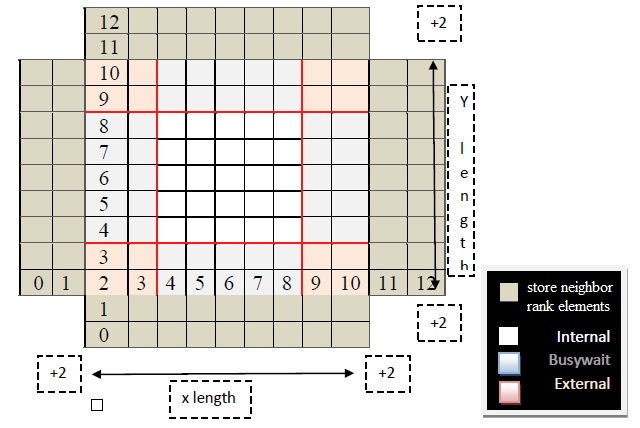 12
+2
11
10
9
8
7
6
5
4
3
Y
l
e
n
g
t
h
0 1 2 3 4 5 6 7 8 9 10 11 12
1
0
+2
+2
+2
x length
store neighbor
rank elements
Internal
Busywait
External